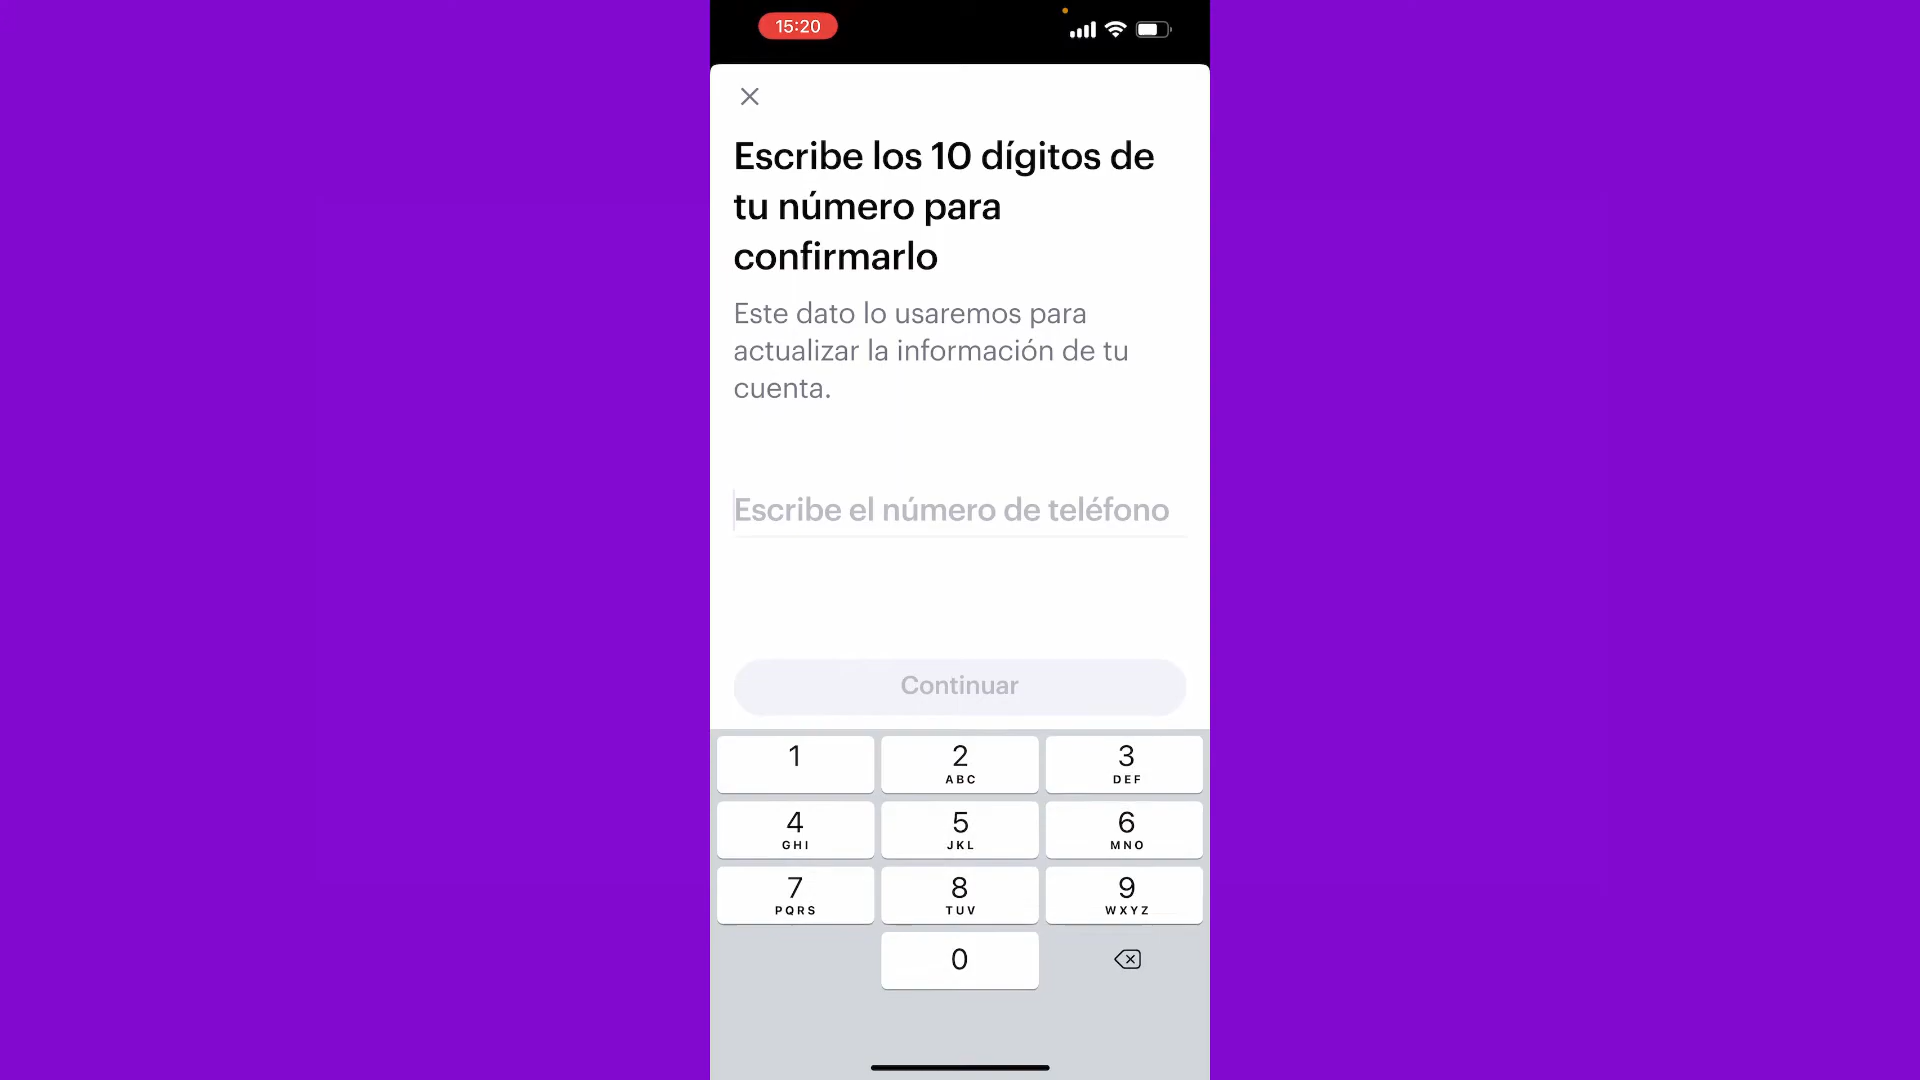 15:20
Escribe los 10 dígitos de
tu número para
confirmarlo
Este dato lo usaremos para
actualizar la información de tu
cuenta.
Escribe el número de teléfono
Continuar
1
2
ABC
3
DEF
4
GHI
5
JKL
6
MNO
7
PQRS
8
TUV
9
WXYZ
0